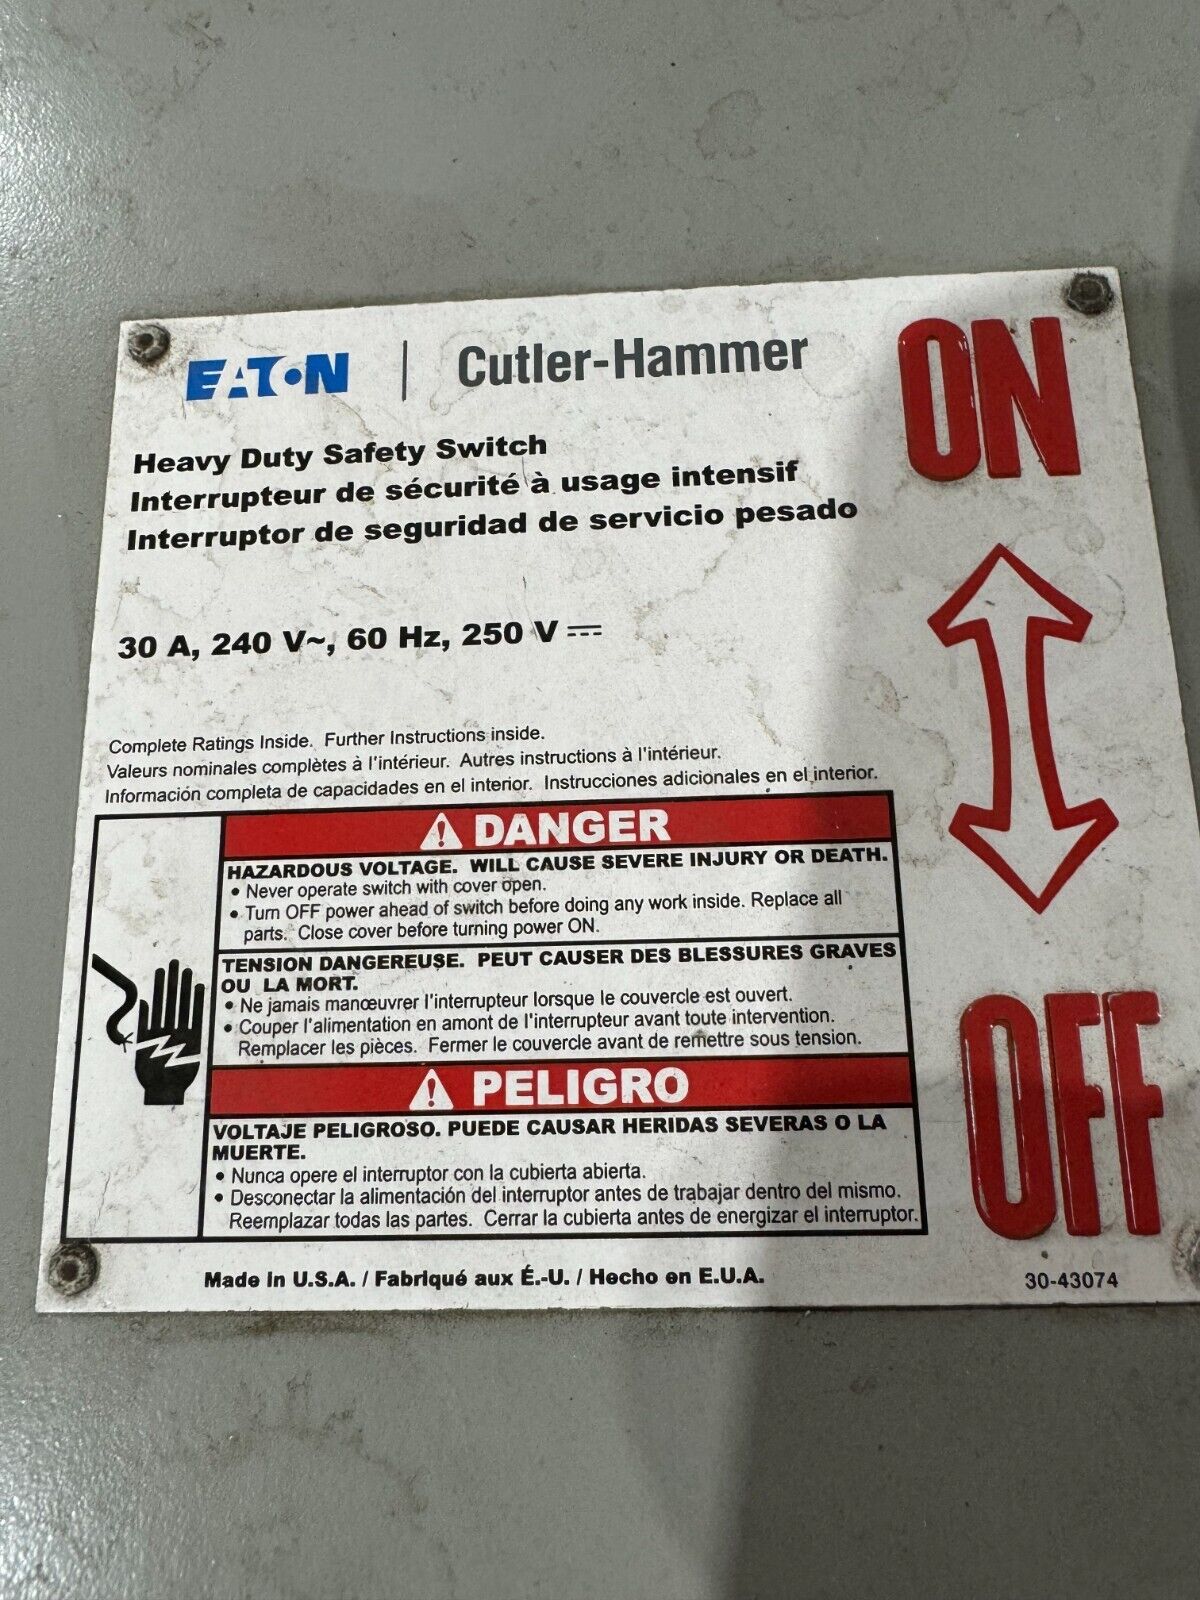 EATON | Cutler-Hammer
ON
Heavy Duty Safety Switch
Interrupteur de sécurité à usage intensif
Interruptor de seguridad de servicio pesado
30 A, 240 V~, 60 Hz, 250 V ⎓
Complete Ratings Inside. Further Instructions inside.
Valeurs nominales complètes à l'intérieur. Autres instructions à l'intérieur.
Información completa de capacidades en el interior. Instrucciones adicionales en el interior.
⚠ DANGER
HAZARDOUS VOLTAGE. WILL CAUSE SEVERE INJURY OR DEATH.
• Never operate switch with cover open.
• Turn OFF power ahead of switch before doing any work inside. Replace all
parts. Close cover before turning power ON.
TENSION DANGEREUSE. PEUT CAUSER DES BLESSURES GRAVES
OU LA MORT.
• Ne jamais manœuvrer l'interrupteur lorsque le couvercle est ouvert.
• Couper l'alimentation en amont de l'interrupteur avant toute intervention.
Remplacer les pièces. Fermer le couvercle avant de remettre sous tension.
⚠ PELIGRO
VOLTAJE PELIGROSO. PUEDE CAUSAR HERIDAS SEVERAS O LA
MUERTE.
• Nunca opere el interruptor con la cubierta abierta.
• Desconectar la alimentación del interruptor antes de trabajar dentro del mismo.
Reemplazar todas las partes. Cerrar la cubierta antes de energizar el interruptor.
OFF
Made in U.S.A. / Fabriqué aux É.-U. / Hecho en E.U.A.
30-43074